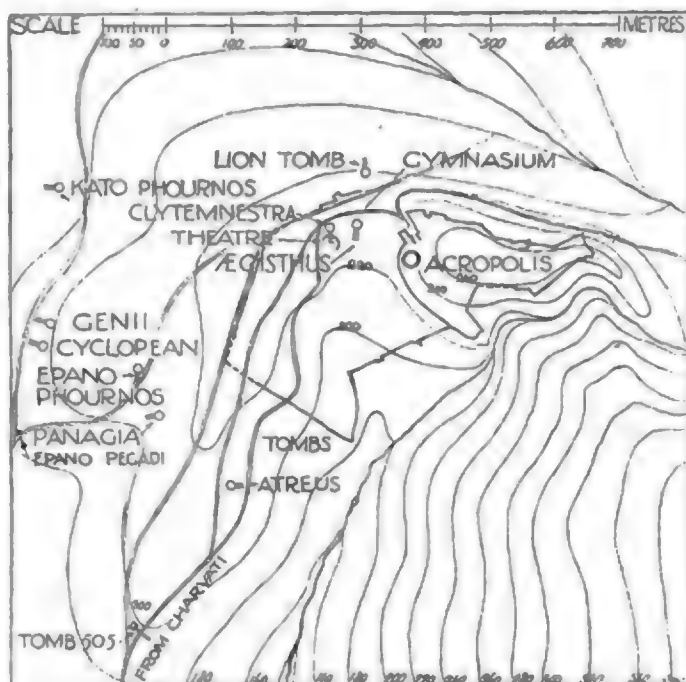 SCALE 100 50 0 100 200 300 400 500 600 700 METRES
LION TOMB GYMNASIUM
KATO PHOURNOS
CLYTEMNESTRA
THEATRE
ÆGISTHUS
ACROPOLIS
GENII
CYCLOPEAN
EPANO
PHOURNOS
PANAGIA
EPANO PEGADI
TOMBS
ATREUS
TOMB 505
FROM CHARVATI